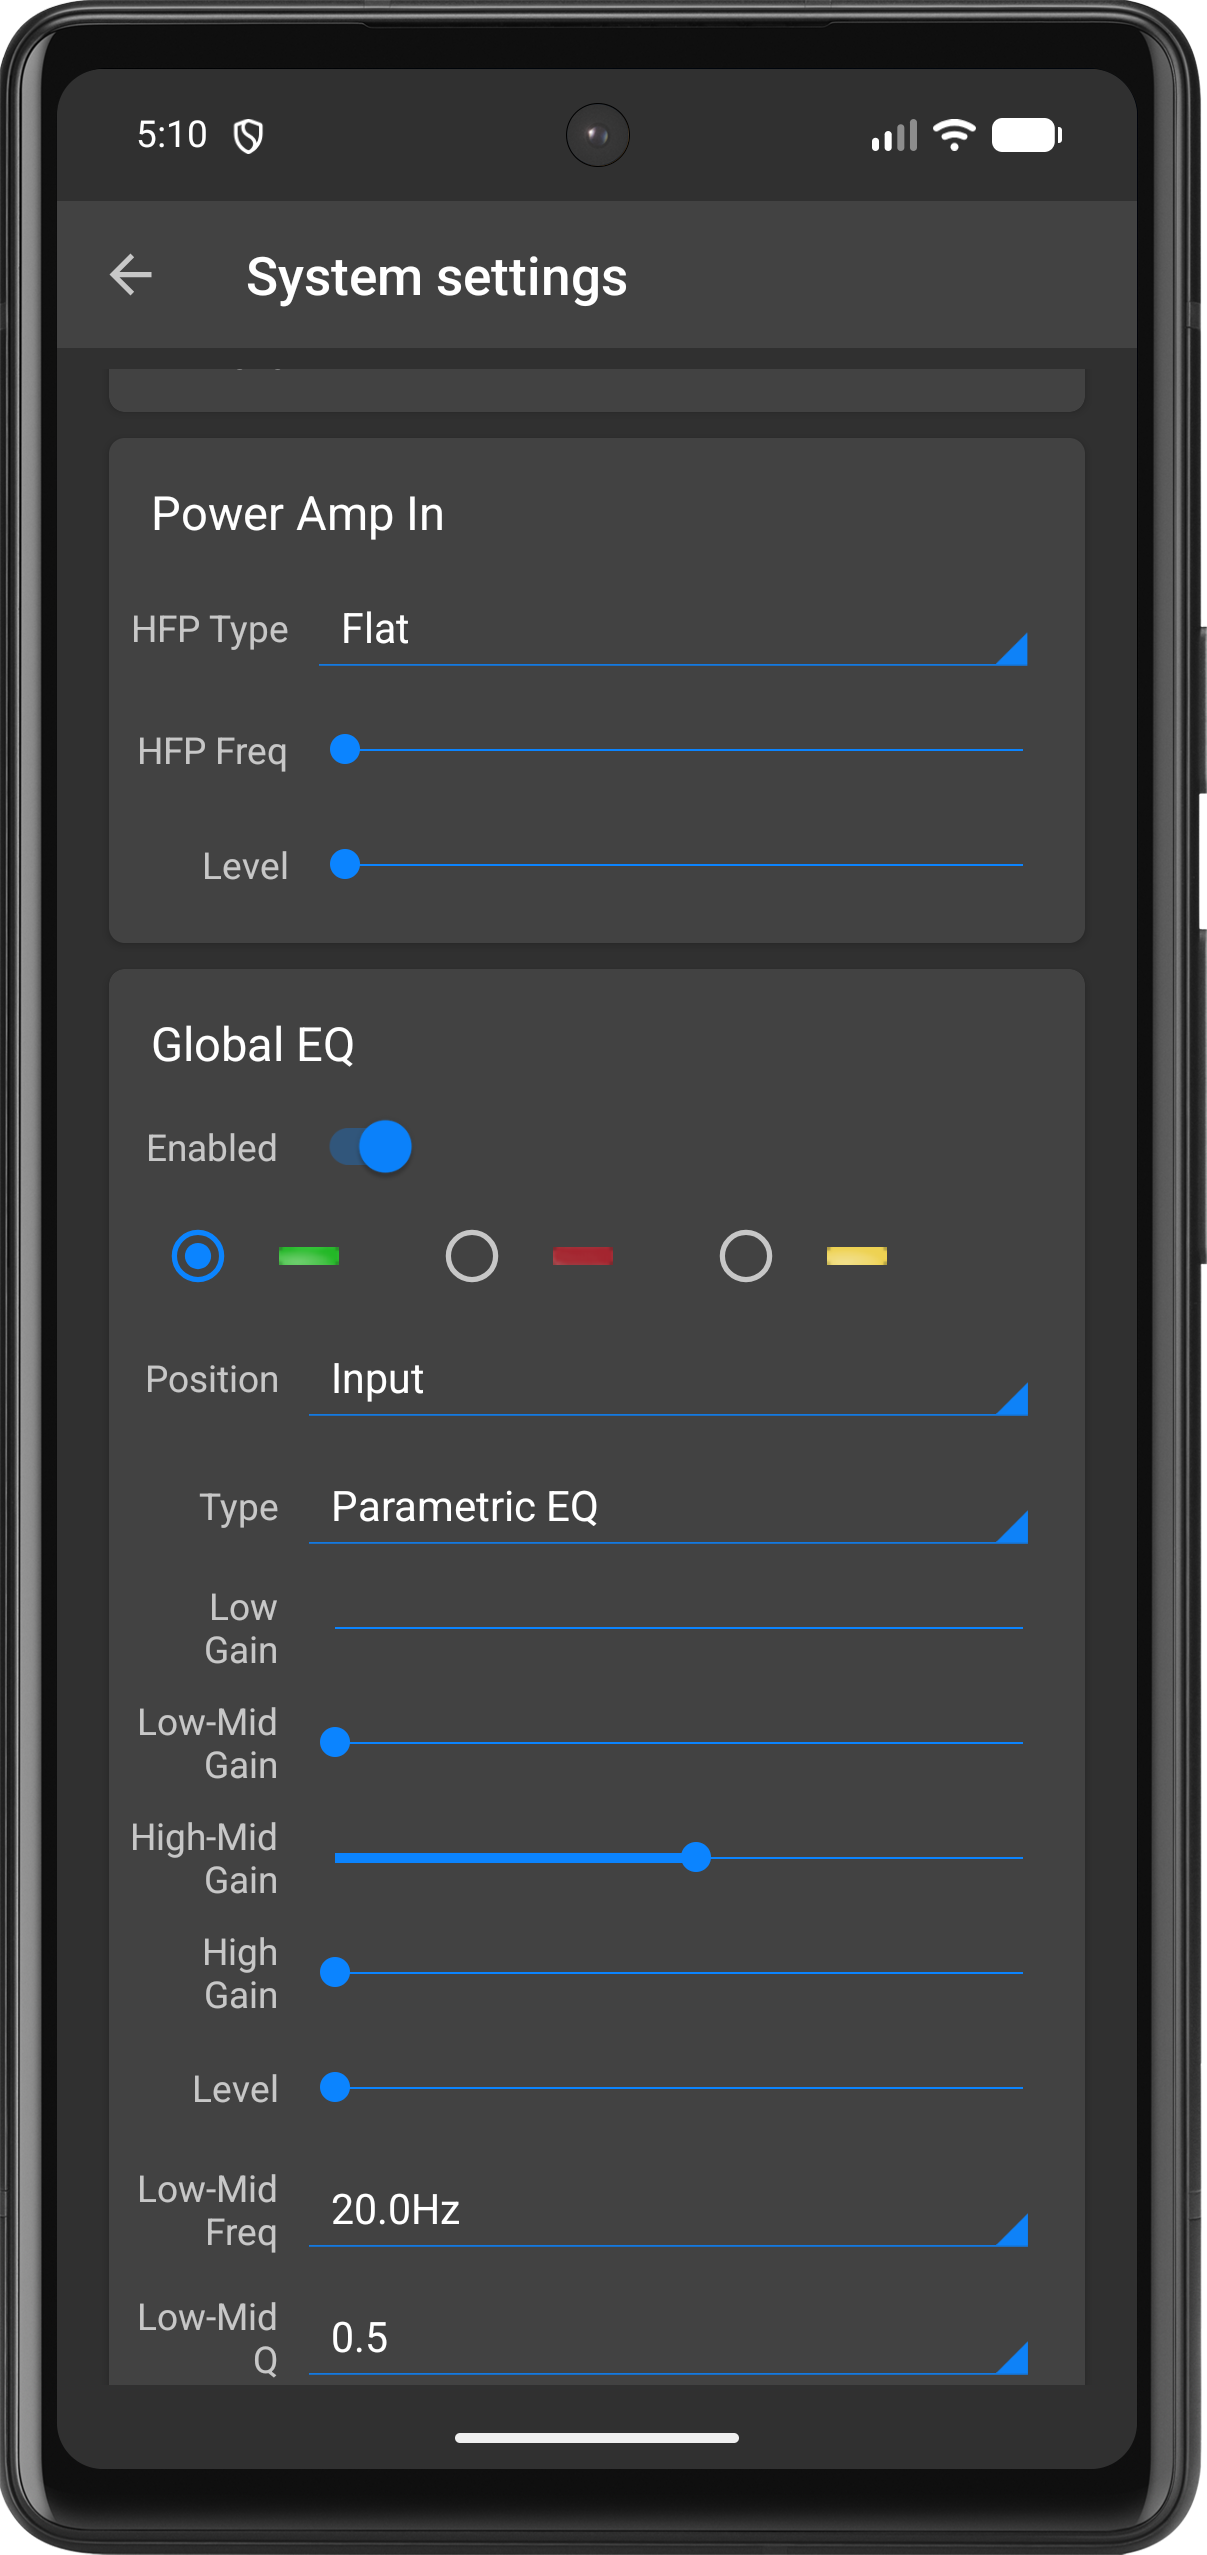 5:10
System settings
Power Amp In
HFP Type
Flat
HFP Freq
Level
Global EQ
Enabled
Position
Input
Type
Parametric EQ
Low
Gain
Low-Mid
Gain
High-Mid
Gain
High
Gain
Level
Low-Mid
Freq
20.0Hz
Low-Mid
Q
0.5